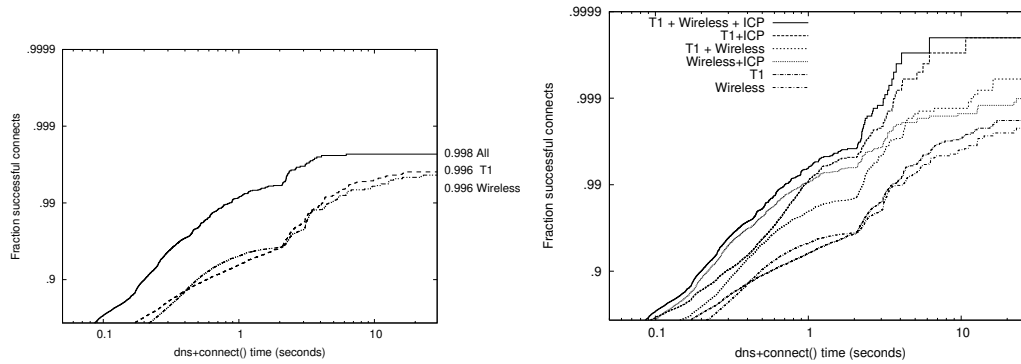 .9999
.999
.99
.9
Fraction successful connects
0.998 All
0.996 T1
0.996 Wireless
0.1 1 10
dns+connect() time (seconds)
.9999
.999
.99
.9
Fraction successful connects
T1 + Wireless + ICP
T1+ICP
T1 + Wireless
Wireless+ICP
T1
Wireless
0.1 1 10
dns+connect() time (seconds)